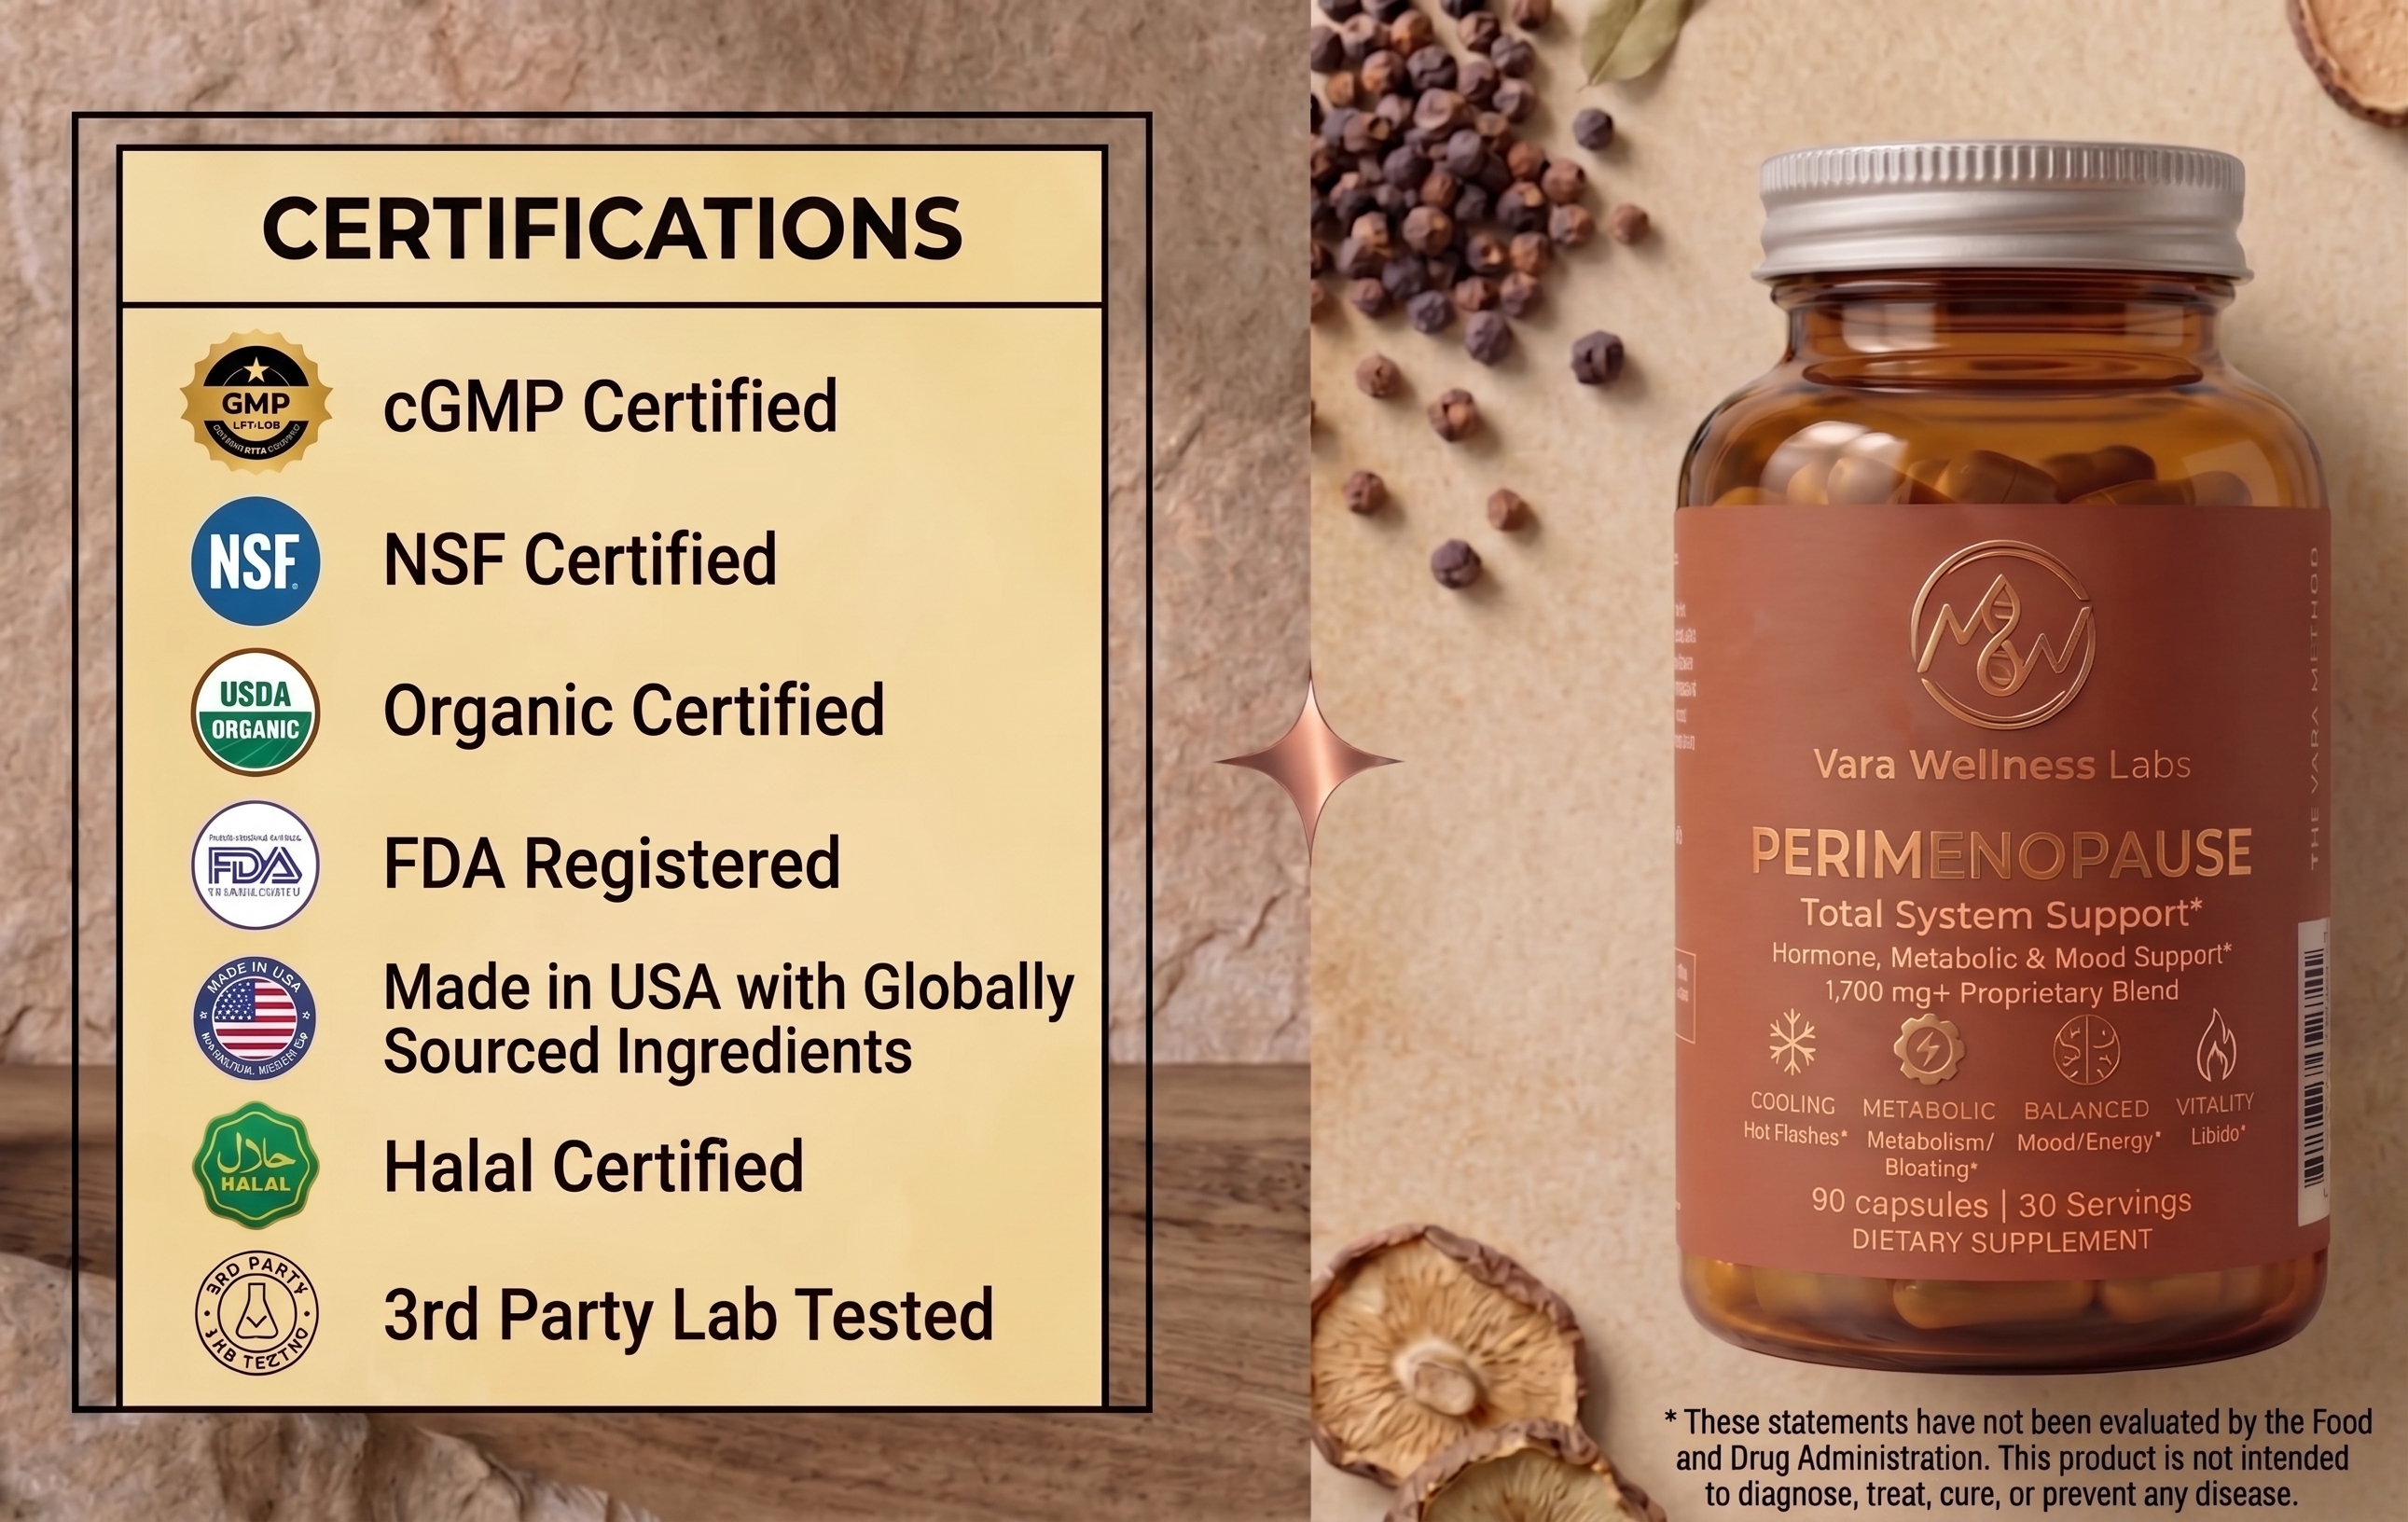 CERTIFICATIONS
GMP
LFT·LOB
cGMP Certified
NSF
NSF Certified
USDA
ORGANIC
Organic Certified
FDA
FDA Registered
MADE IN USA
Made in USA with Globally
Sourced Ingredients
حلال
HALAL
Halal Certified
3RD PARTY
3rd Party Lab Tested
Vara Wellness Labs
PERIMENOPAUSE
Total System Support*
Hormone, Metabolic & Mood Support*
1,700 mg+ Proprietary Blend
COOLING
Hot Flashes*
METABOLIC
Metabolism/
Bloating*
BALANCED
Mood/Energy*
VITALITY
Libido*
90 capsules | 30 Servings
DIETARY SUPPLEMENT
THE VARA METHOD
* These statements have not been evaluated by the Food
and Drug Administration. This product is not intended
to diagnose, treat, cure, or prevent any disease.